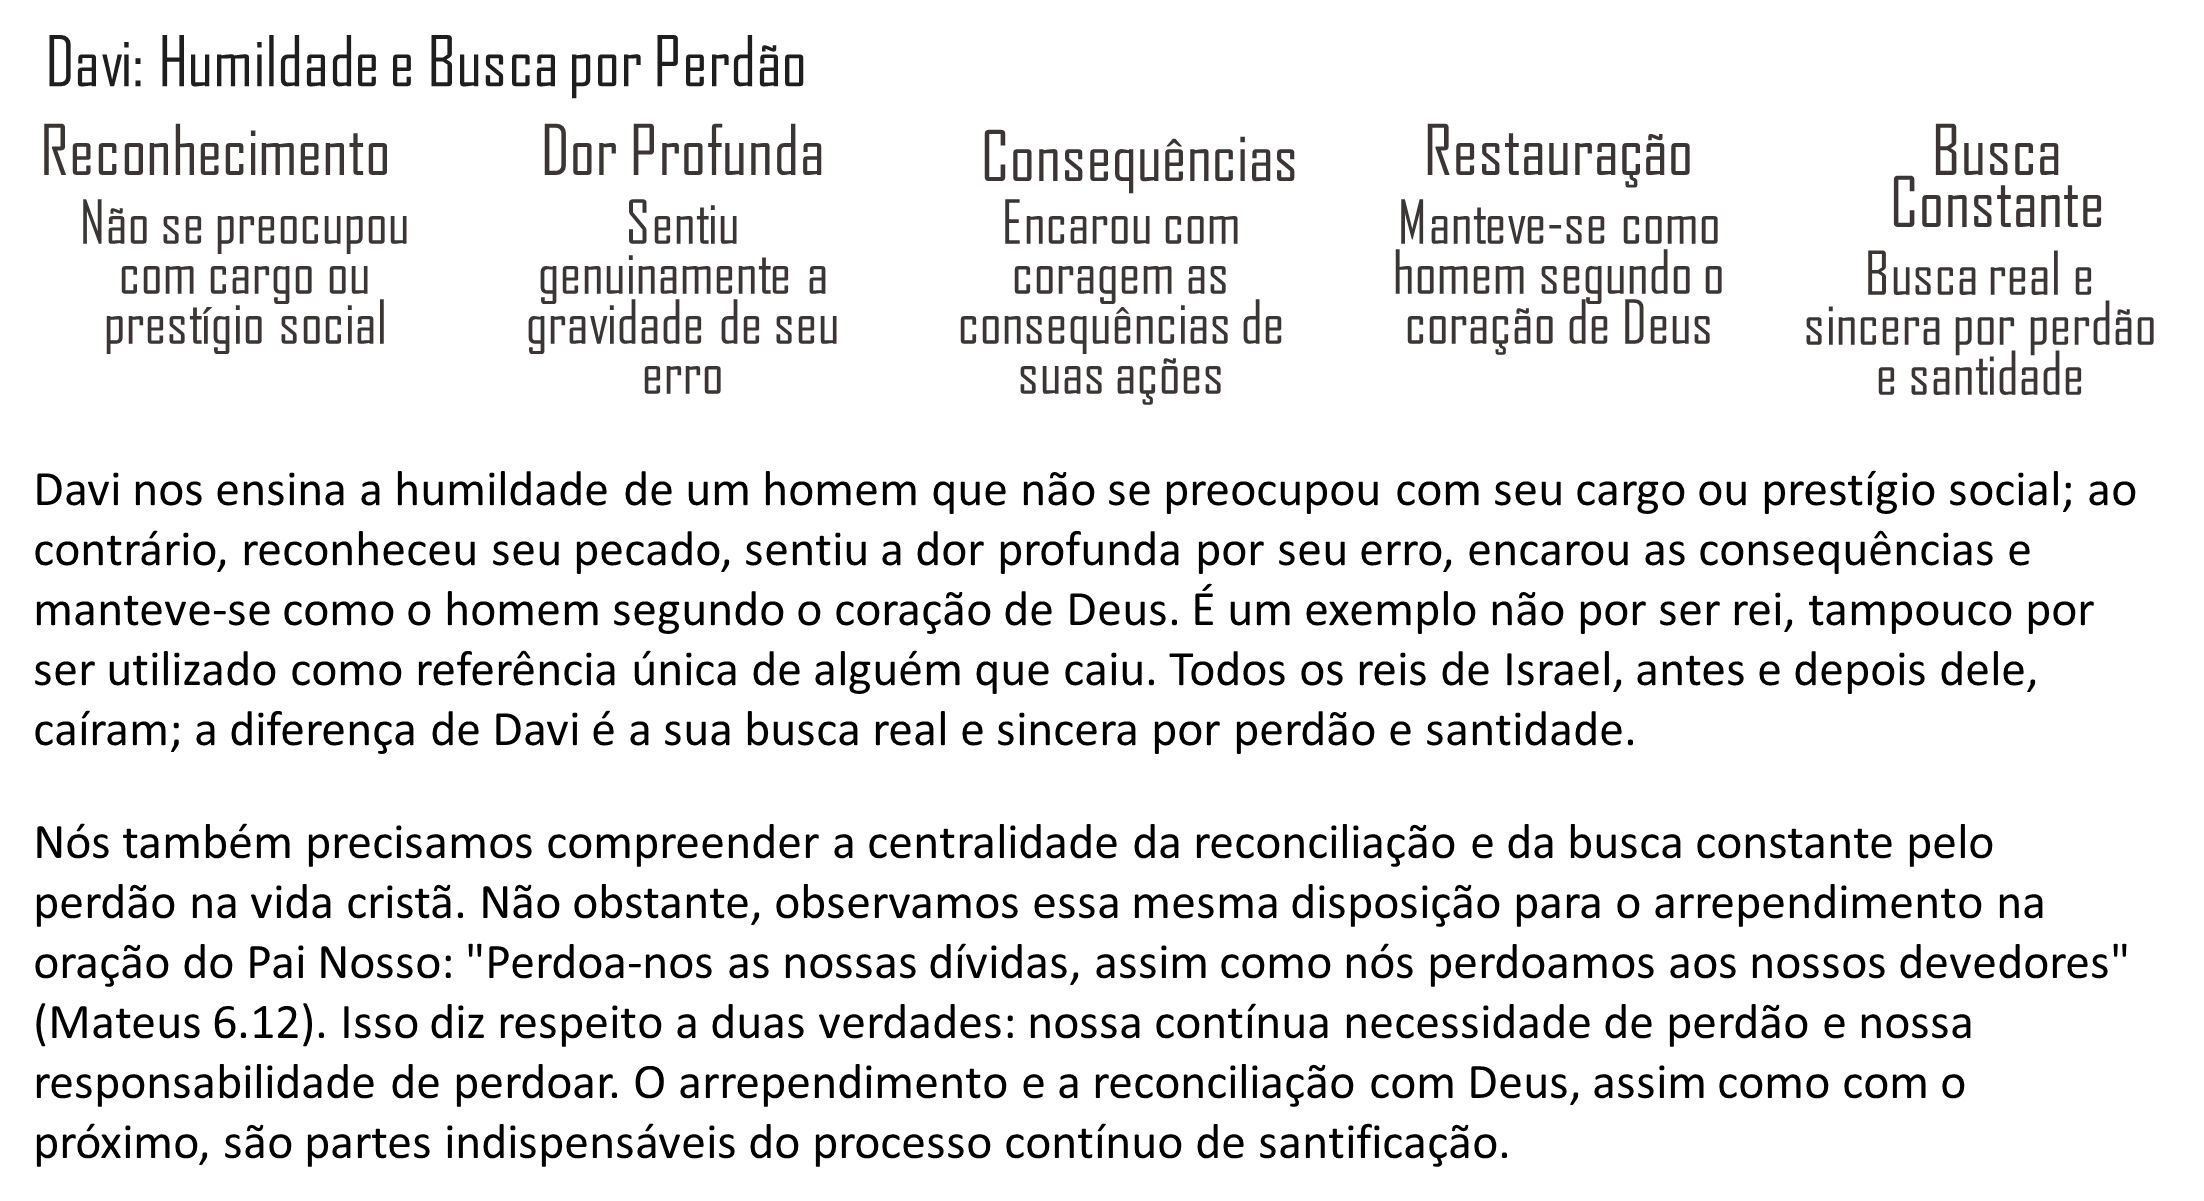 Davi: Humildade e Busca por Perdão
Reconhecimento
Não se preocupou
com cargo ou
prestígio social
Dor Profunda
Sentiu
genuinamente a
gravidade de seu
erro
Consequências
Encarou com
coragem as
consequências de
suas ações
Restauração
Manteve-se como
homem segundo o
coração de Deus
Busca
Constante
Busca real e
sincera por perdão
e santidade
Davi nos ensina a humildade de um homem que não se preocupou com seu cargo ou prestígio social; ao
contrário, reconheceu seu pecado, sentiu a dor profunda por seu erro, encarou as consequências e
manteve-se como o homem segundo o coração de Deus. É um exemplo não por ser rei, tampouco por
ser utilizado como referência única de alguém que caiu. Todos os reis de Israel, antes e depois dele,
caíram; a diferença de Davi é a sua busca real e sincera por perdão e santidade.
Nós também precisamos compreender a centralidade da reconciliação e da busca constante pelo
perdão na vida cristã. Não obstante, observamos essa mesma disposição para o arrependimento na
oração do Pai Nosso: "Perdoa-nos as nossas dívidas, assim como nós perdoamos aos nossos devedores"
(Mateus 6.12). Isso diz respeito a duas verdades: nossa contínua necessidade de perdão e nossa
responsabilidade de perdoar. O arrependimento e a reconciliação com Deus, assim como com o
próximo, são partes indispensáveis do processo contínuo de santificação.